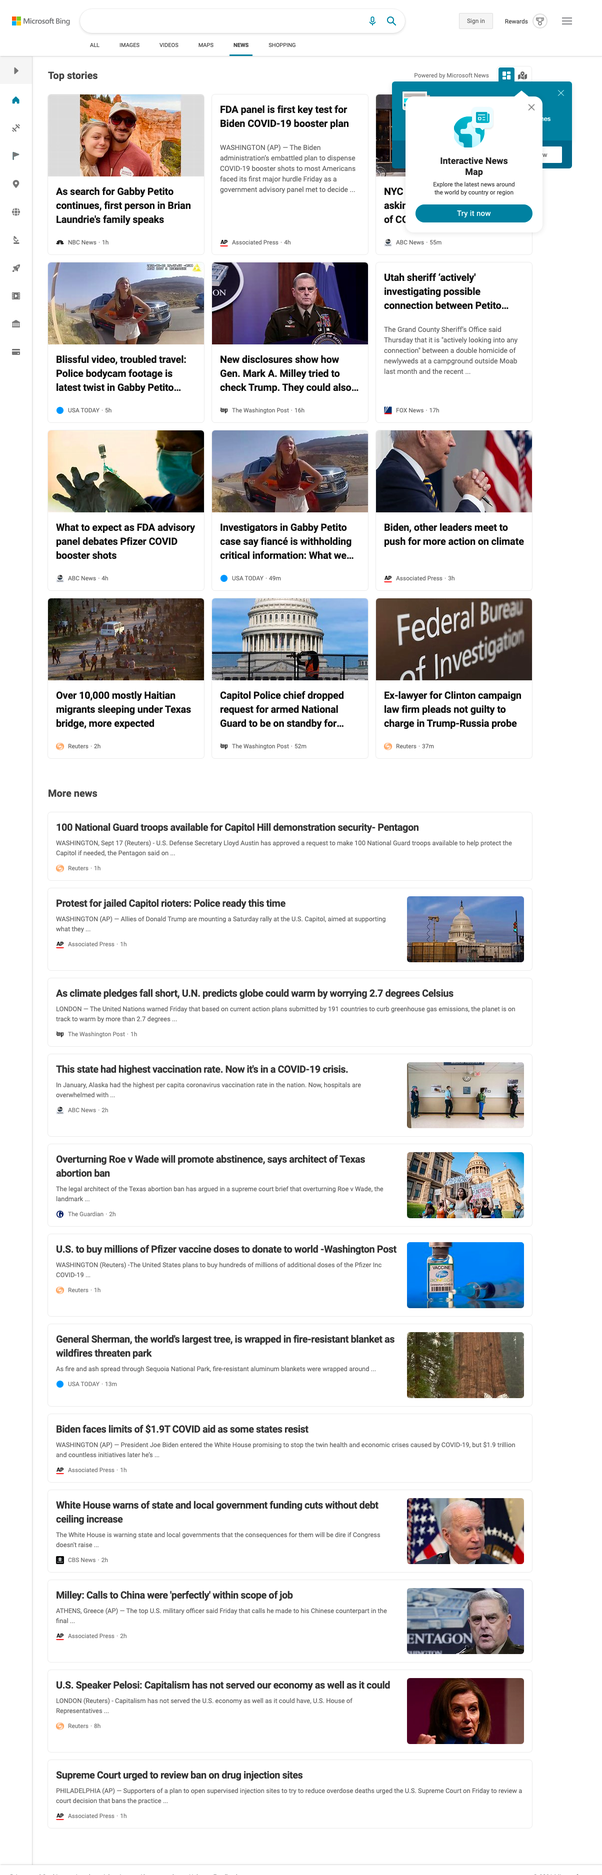 Microsoft Bing
Sign in
Rewards
ALL
IMAGES
VIDEOS
MAPS
NEWS
SHOPPING
Top stories
Powered by Microsoft News
Interactive News
Map
Explore the latest news around
the world by country or region
Try it now
As search for Gabby Petito
continues, first person in Brian
Laundrie's family speaks
NBC News · 1h
FDA panel is first key test for
Biden COVID-19 booster plan
WASHINGTON (AP) — The Biden
administration's embattled plan to dispense
COVID-19 booster shots to most Americans
faced its first major hurdle Friday as a
government advisory panel met to decide ...
Associated Press · 4h
NYC
askin
of CO
ABC News · 55m
Blissful video, troubled travel:
Police bodycam footage is
latest twist in Gabby Petito...
USA TODAY · 5h
New disclosures show how
Gen. Mark A. Milley tried to
check Trump. They could also...
The Washington Post · 16h
Utah sheriff 'actively'
investigating possible
connection between Petito...
The Grand County Sheriff's Office said
Thursday that it is "actively looking into any
connection" between a double homicide of
newlyweds at a campground outside Moab
last month and the recent ...
FOX News · 17h
What to expect as FDA advisory
panel debates Pfizer COVID
booster shots
ABC News · 4h
Investigators in Gabby Petito
case say fiancé is withholding
critical information: What we...
USA TODAY · 49m
Biden, other leaders meet to
push for more action on climate
Associated Press · 3h
Over 10,000 mostly Haitian
migrants sleeping under Texas
bridge, more expected
Reuters · 2h
Capitol Police chief dropped
request for armed National
Guard to be on standby for...
The Washington Post · 52m
Federal Bureau
of Investigation
Ex-lawyer for Clinton campaign
law firm pleads not guilty to
charge in Trump-Russia probe
Reuters · 37m
More news
100 National Guard troops available for Capitol Hill demonstration security- Pentagon
WASHINGTON, Sept 17 (Reuters) - U.S. Defense Secretary Lloyd Austin has approved a request to make 100 National Guard troops available to help protect the
Capitol if needed, the Pentagon said on ...
Reuters · 1h
Protest for jailed Capitol rioters: Police ready this time
WASHINGTON (AP) — Allies of Donald Trump are mounting a Saturday rally at the U.S. Capitol, aimed at supporting
what they ...
Associated Press · 1h
As climate pledges fall short, U.N. predicts globe could warm by worrying 2.7 degrees Celsius
LONDON — The United Nations warned Friday that based on current action plans submitted by 191 countries to curb greenhouse gas emissions, the planet is on
track to warm by more than 2.7 degrees ...
The Washington Post · 1h
This state had highest vaccination rate. Now it's in a COVID-19 crisis.
In January, Alaska had the highest per capita coronavirus vaccination rate in the nation. Now, hospitals are
overwhelmed with ...
ABC News · 2h
Overturning Roe v Wade will promote abstinence, says architect of Texas
abortion ban
The legal architect of the Texas abortion ban has argued in a supreme court brief that overturning Roe v Wade, the
landmark ...
The Guardian · 2h
U.S. to buy millions of Pfizer vaccine doses to donate to world -Washington Post
WASHINGTON (Reuters) -The United States plans to buy hundreds of millions of additional doses of the Pfizer Inc
COVID-19 ...
Reuters · 1h
General Sherman, the world's largest tree, is wrapped in fire-resistant blanket as
wildfires threaten park
As fire and ash spread through Sequoia National Park, fire-resistant aluminum blankets were wrapped around ...
USA TODAY · 13m
Biden faces limits of $1.9T COVID aid as some states resist
WASHINGTON (AP) — President Joe Biden entered the White House promising to stop the twin health and economic crises caused by COVID-19, but $1.9 trillion
and countless initiatives later he's ...
Associated Press · 1h
White House warns of state and local government funding cuts without debt
ceiling increase
The White House is warning state and local governments that the consequences for them will be dire if Congress
doesn't raise ...
CBS News · 2h
Milley: Calls to China were 'perfectly' within scope of job
ATHENS, Greece (AP) — The top U.S. military officer said Friday that calls he made to his Chinese counterpart in the
final ...
Associated Press · 2h
ENTAGON
U.S. Speaker Pelosi: Capitalism has not served our economy as well as it could
LONDON (Reuters) - Capitalism has not served the U.S. economy as well as it could have, U.S. House of
Representatives ...
Reuters · 8h
Supreme Court urged to review ban on drug injection sites
PHILADELPHIA (AP) — Supporters of a plan to open supervised injection sites to try to reduce overdose deaths urged the U.S. Supreme Court on Friday to review a
court decision that bans the practice ...
Associated Press · 1h